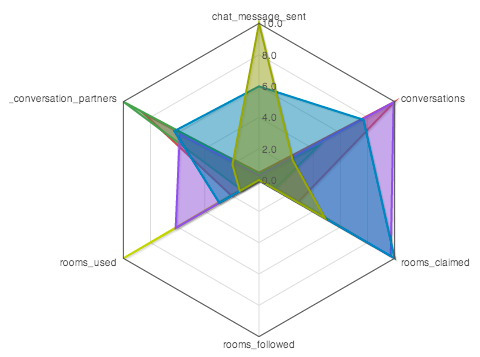 chat_message_sent
10.0
8.0
6.0
4.0
2.0
0.0
_conversation_partners
conversations
rooms_used
rooms_claimed
rooms_followed